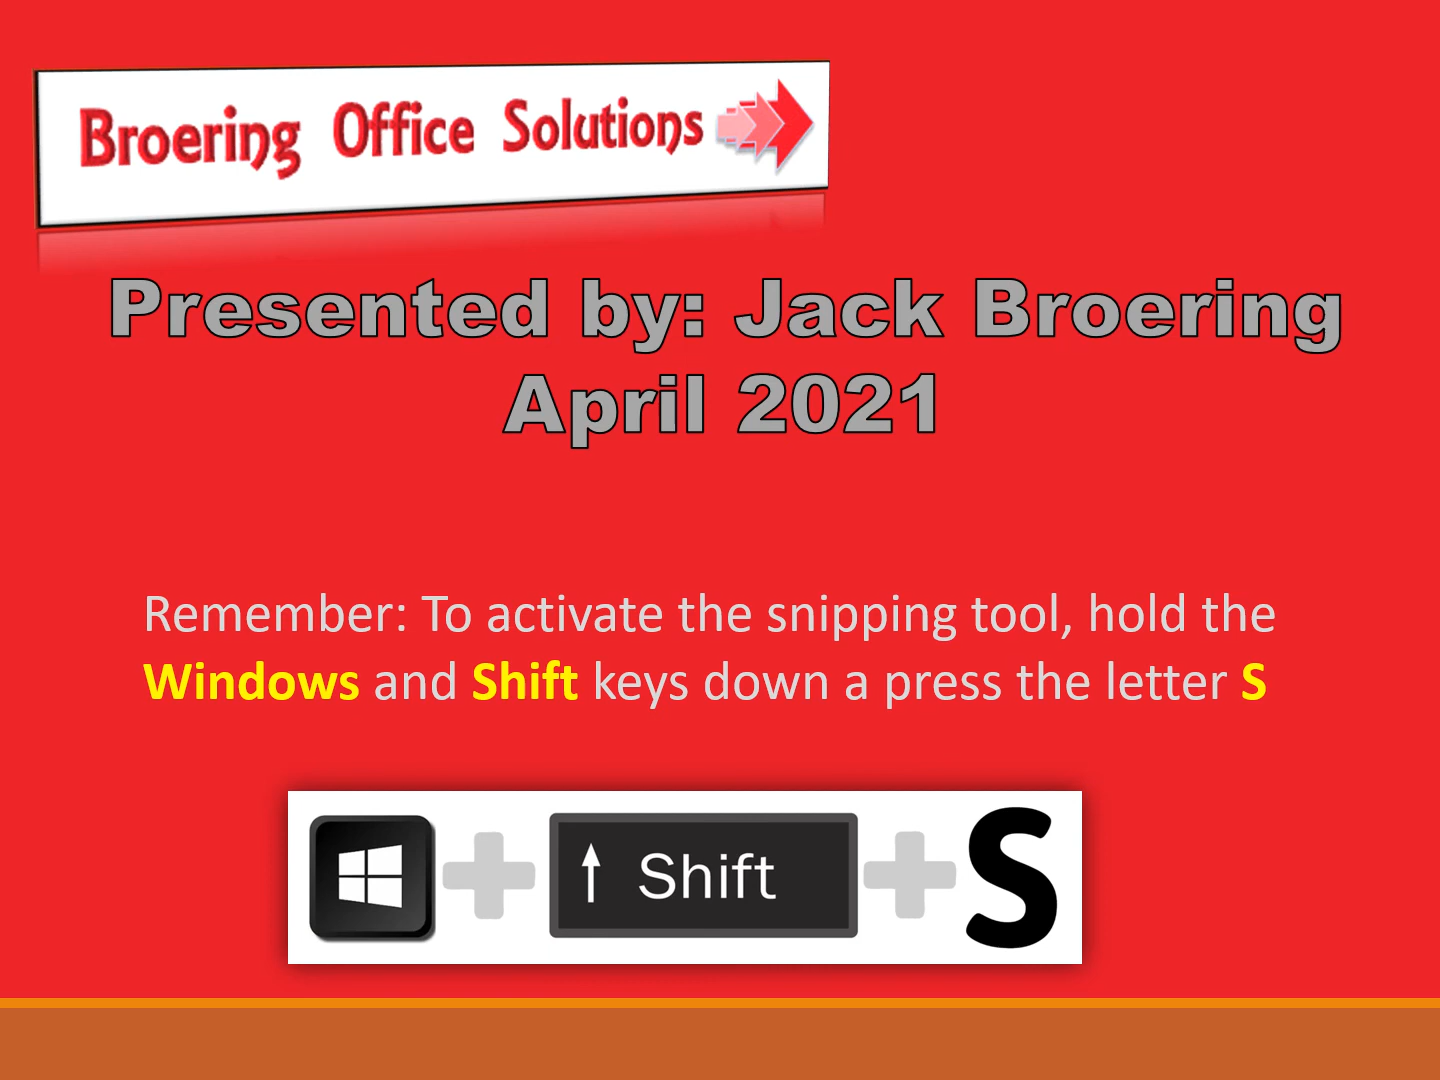 Broering Office Solutions
Presented by: Jack Broering
April 2021
Remember: To activate the snipping tool, hold the
Windows and Shift keys down a press the letter S
+ ↑ Shift + S